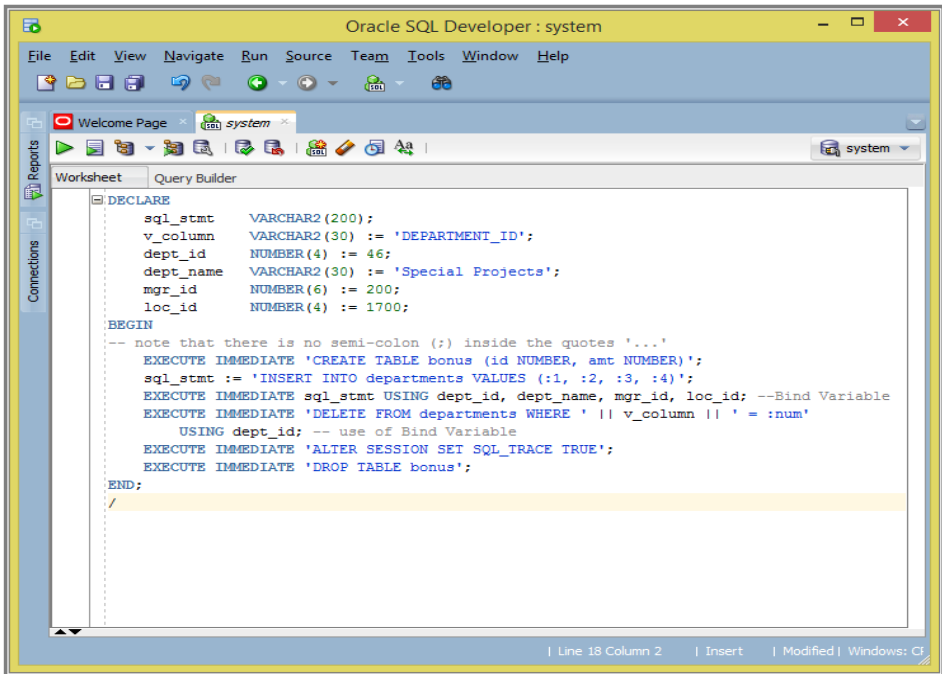 Oracle SQL Developer : system
File Edit View Navigate Run Source Team Tools Window Help
Welcome Page system
system
Reports
Connections
Worksheet Query Builder
DECLARE
sql_stmt VARCHAR2(200);
v_column VARCHAR2(30) := 'DEPARTMENT_ID';
dept_id NUMBER(4) := 46;
dept_name VARCHAR2(30) := 'Special Projects';
mgr_id NUMBER(6) := 200;
loc_id NUMBER(4) := 1700;
BEGIN
-- note that there is no semi-colon (;) inside the quotes '...'
EXECUTE IMMEDIATE 'CREATE TABLE bonus (id NUMBER, amt NUMBER)';
sql_stmt := 'INSERT INTO departments VALUES (:1, :2, :3, :4)';
EXECUTE IMMEDIATE sql_stmt USING dept_id, dept_name, mgr_id, loc_id; --Bind Variable
EXECUTE IMMEDIATE 'DELETE FROM departments WHERE ' || v_column || ' = :num'
USING dept_id; -- use of Bind Variable
EXECUTE IMMEDIATE 'ALTER SESSION SET SQL_TRACE TRUE';
EXECUTE IMMEDIATE 'DROP TABLE bonus';
END;
/
| Line 18 Column 2 | Insert | Modified | Windows: